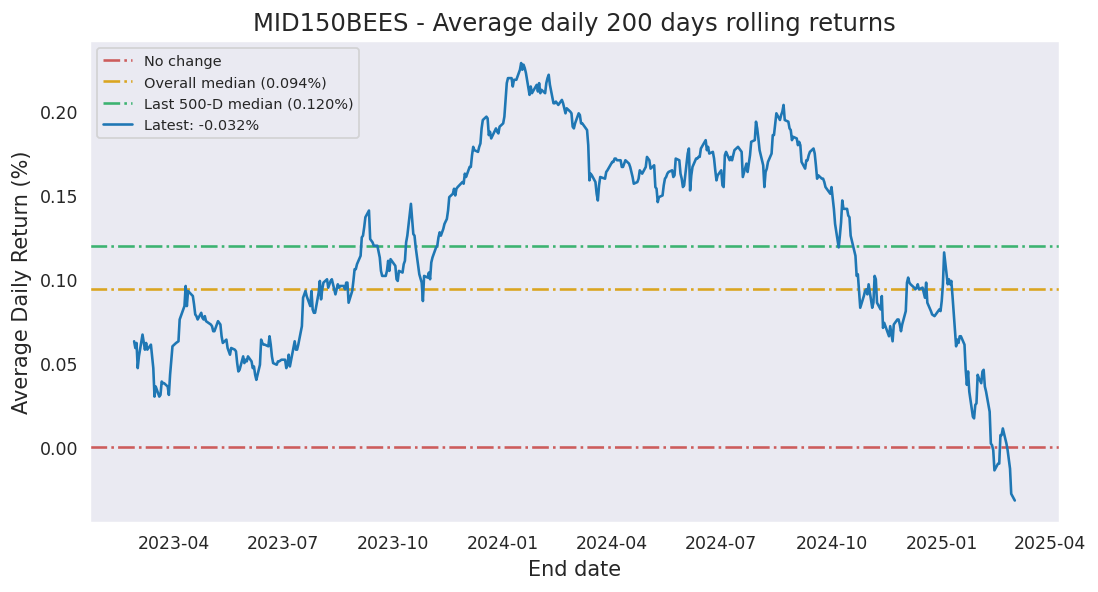 MID150BEES - Average daily 200 days rolling returns
No change
Overall median (0.094%)
Last 500-D median (0.120%)
Latest: -0.032%
Average Daily Return (%)
0.20
0.15
0.10
0.05
0.00
2023-04
2023-07
2023-10
2024-01
2024-04
2024-07
2024-10
2025-01
2025-04
End date